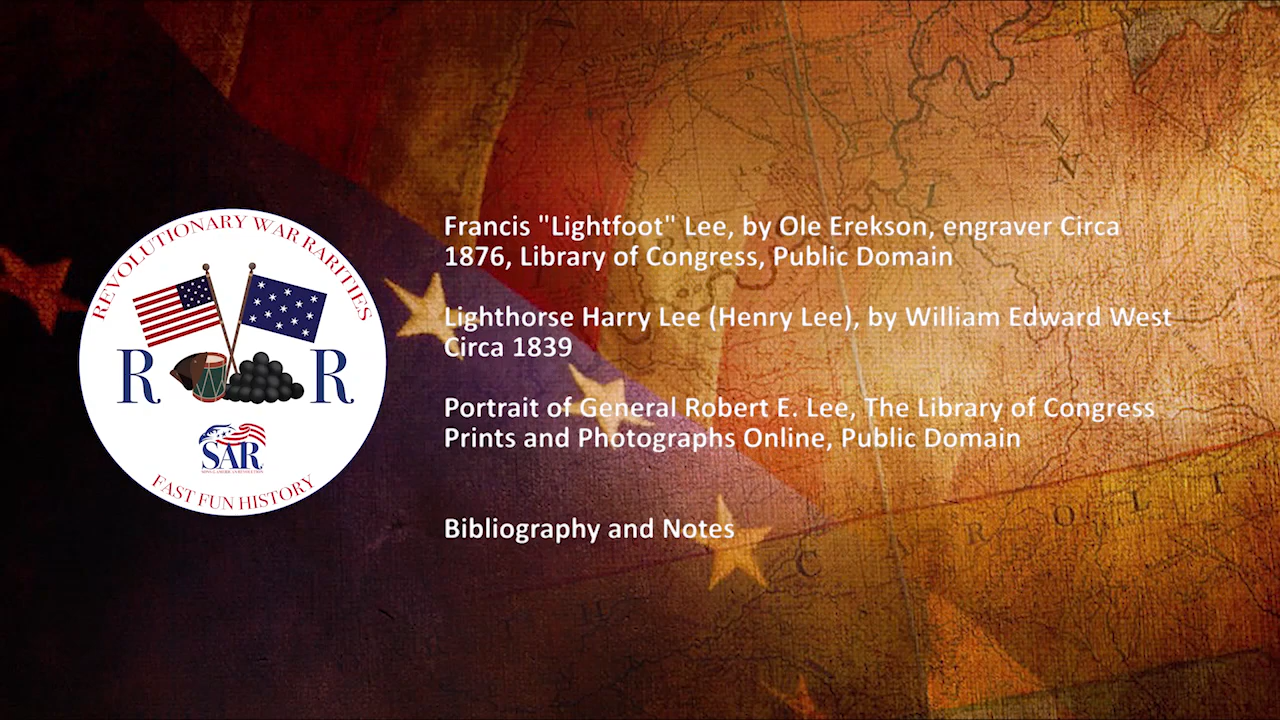 REVOLUTIONARY WAR RARITIES
R R
SAR
FAST FUN HISTORY
Francis "Lightfoot" Lee, by Ole Erekson, engraver Circa
1876, Library of Congress, Public Domain
Lighthorse Harry Lee (Henry Lee), by William Edward West
Circa 1839
Portrait of General Robert E. Lee, The Library of Congress
Prints and Photographs Online, Public Domain
Bibliography and Notes